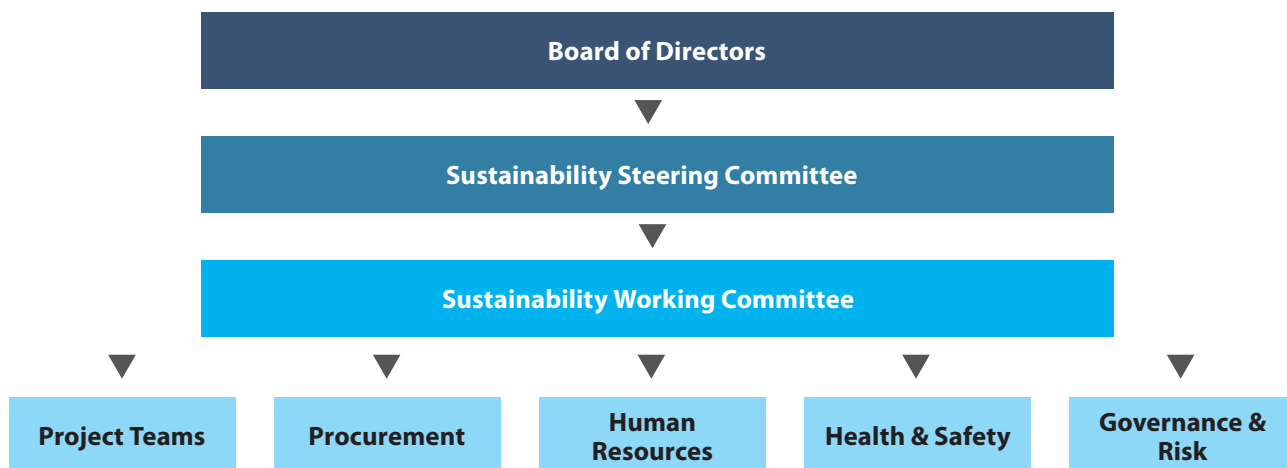 Board of Directors
Sustainability Steering Committee
Sustainability Working Committee
Project Teams
Procurement
Human
Resources
Health & Safety
Governance &
Risk